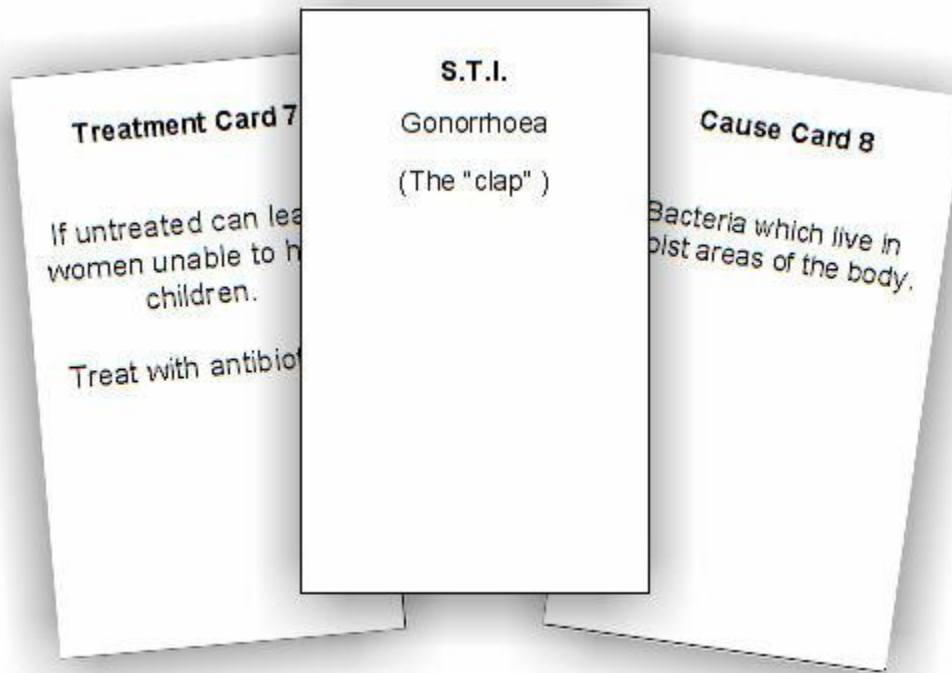 Treatment Card 7
If untreated can lea
women unable to h
children.
Treat with antibiot
S.T.I.
Gonorrhoea
(The "clap" )
Cause Card 8
Bacteria which live in
oist areas of the body.